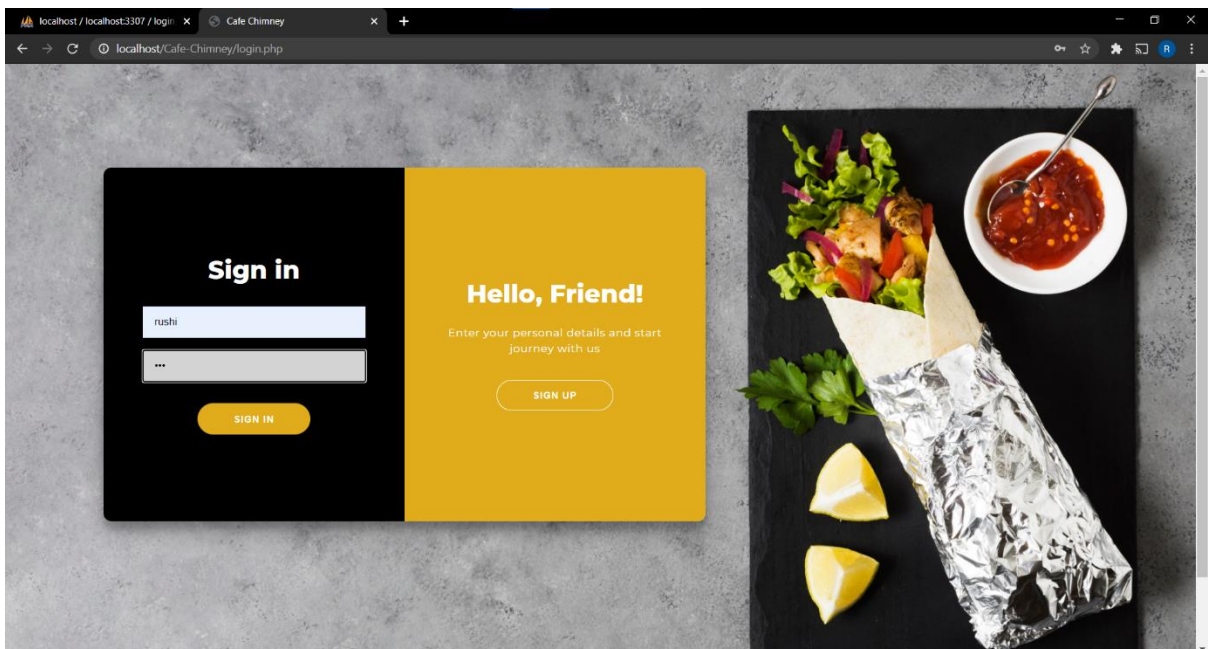 localhost / localhost:3307 / login
Cafe Chimney
localhost/Cafe-Chimney/login.php
R
Sign in
rushi
•••
SIGN IN
Hello, Friend!
Enter your personal details and start
journey with us
SIGN UP